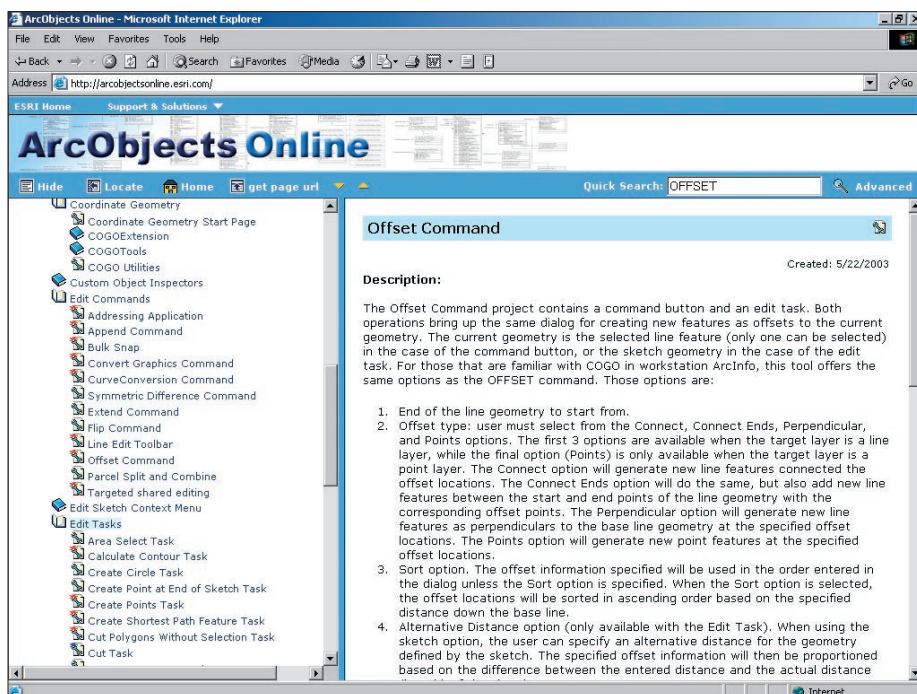 ArcObjects Online - Microsoft Internet Explorer
File Edit View Favorites Tools Help
Back Search Favorites Media
Address http://arcobjectsonline.esri.com/ Go
ESRI Home Support & Solutions
ArcObjects Online
Hide Locate Home get page url Quick Search: OFFSET Advanced
Coordinate Geometry
Coordinate Geometry Start Page
COGOExtension
COGOTools
COGO Utilities
Custom Object Inspectors
Edit Commands
Addressing Application
Append Command
Bulk Snap
Convert Graphics Command
CurveConversion Command
Symmetric Difference Command
Extend Command
Flip Command
Line Edit Toolbar
Offset Command
Parcel Split and Combine
Targeted shared editing
Edit Sketch Context Menu
Edit Tasks
Area Select Task
Calculate Contour Task
Create Circle Task
Create Point at End of Sketch Task
Create Points Task
Create Shortest Path Feature Task
Cut Polygons Without Selection Task
Cut Task
Offset Command
Created: 5/22/2003
Description:
The Offset Command project contains a command button and an edit task. Both
operations bring up the same dialog for creating new features as offsets to the current
geometry. The current geometry is the selected line feature (only one can be selected)
in the case of the command button, or the sketch geometry in the case of the edit
task. For those that are familiar with COGO in workstation ArcInfo, this tool offers the
same options as the OFFSET command. Those options are:
1. End of the line geometry to start from.
2. Offset type: user must select from the Connect, Connect Ends, Perpendicular,
and Points options. The first 3 options are available when the target layer is a line
layer, while the final option (Points) is only available when the target layer is a
point layer. The Connect option will generate new line features connected the
offset locations. The Connect Ends option will do the same, but also add new line
features between the start and end points of the line geometry with the
corresponding offset points. The Perpendicular option will generate new line
features as perpendiculars to the base line geometry at the specified offset
locations. The Points option will generate new point features at the specified
offset locations.
3. Sort option. The offset information specified will be used in the order entered in
the dialog unless the Sort option is specified. When the Sort option is selected,
the offset locations will be sorted in ascending order based on the specified
distance down the base line.
4. Alternative Distance option (only available with the Edit Task). When using the
sketch option, the user can specify an alternative distance for the geometry
defined by the sketch. The specified offset information will then be proportioned
based on the difference between the entered distance and the actual distance
Internet